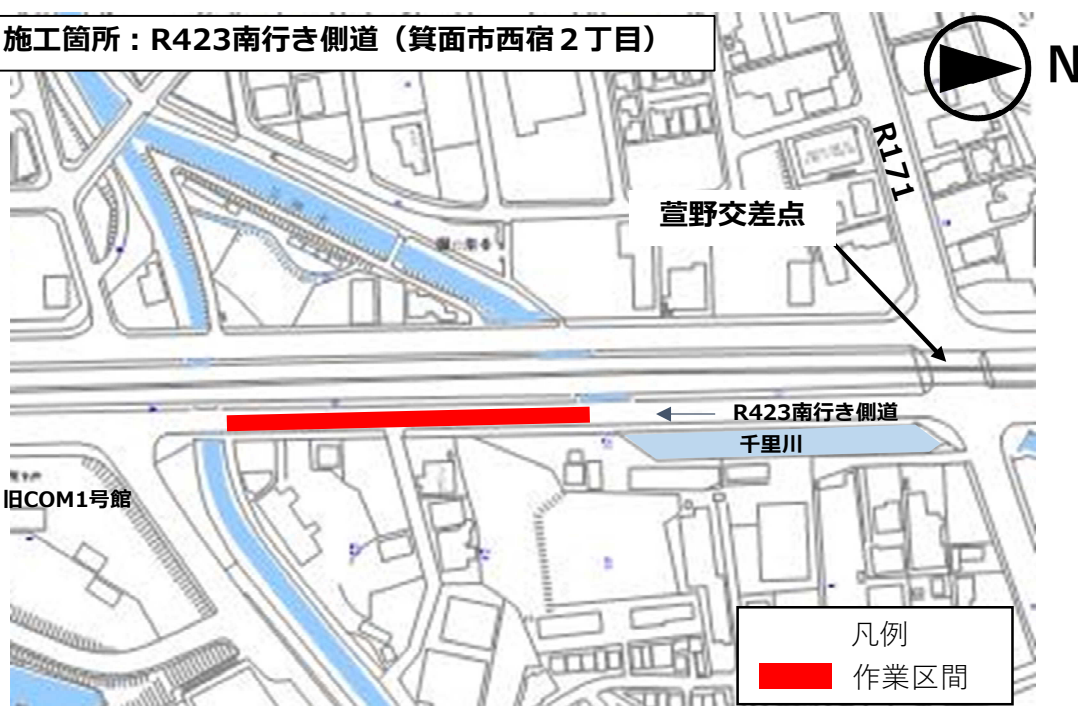 施工箇所:R423南行き側道(箕面市西宿２丁目)
N
R171
萱野交差点
R423南行き側道
千里川
旧COM1号館
凡例
作業区間